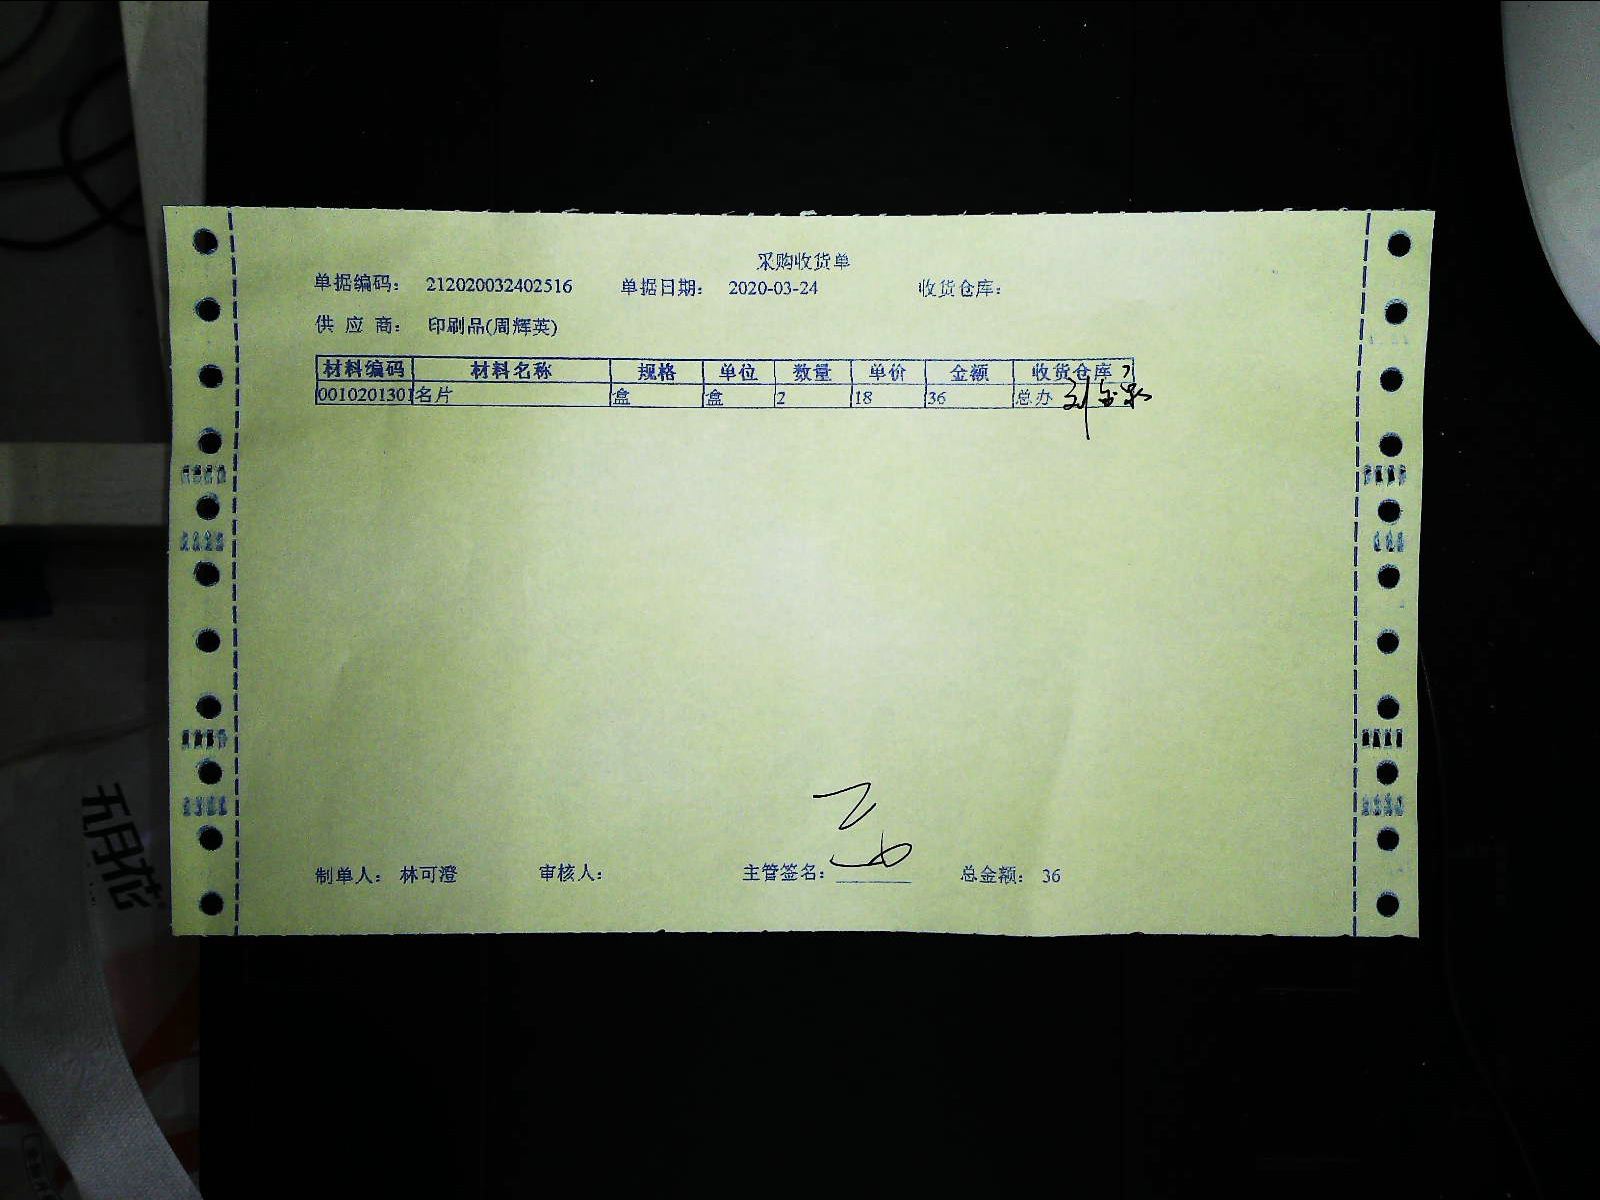 采购收货单
单据编码： 212020032402516 单据日期： 2020-03-24 收货仓库：
供 应 商： 印刷品(周辉英)
材料编码 材料名称 规格 单位 数量 单价 金额 收货仓库
0010201301 名片 盒 盒 2 18 36 总办
制单人： 林可澄 审核人： 主管签名： 总金额： 36
五月花